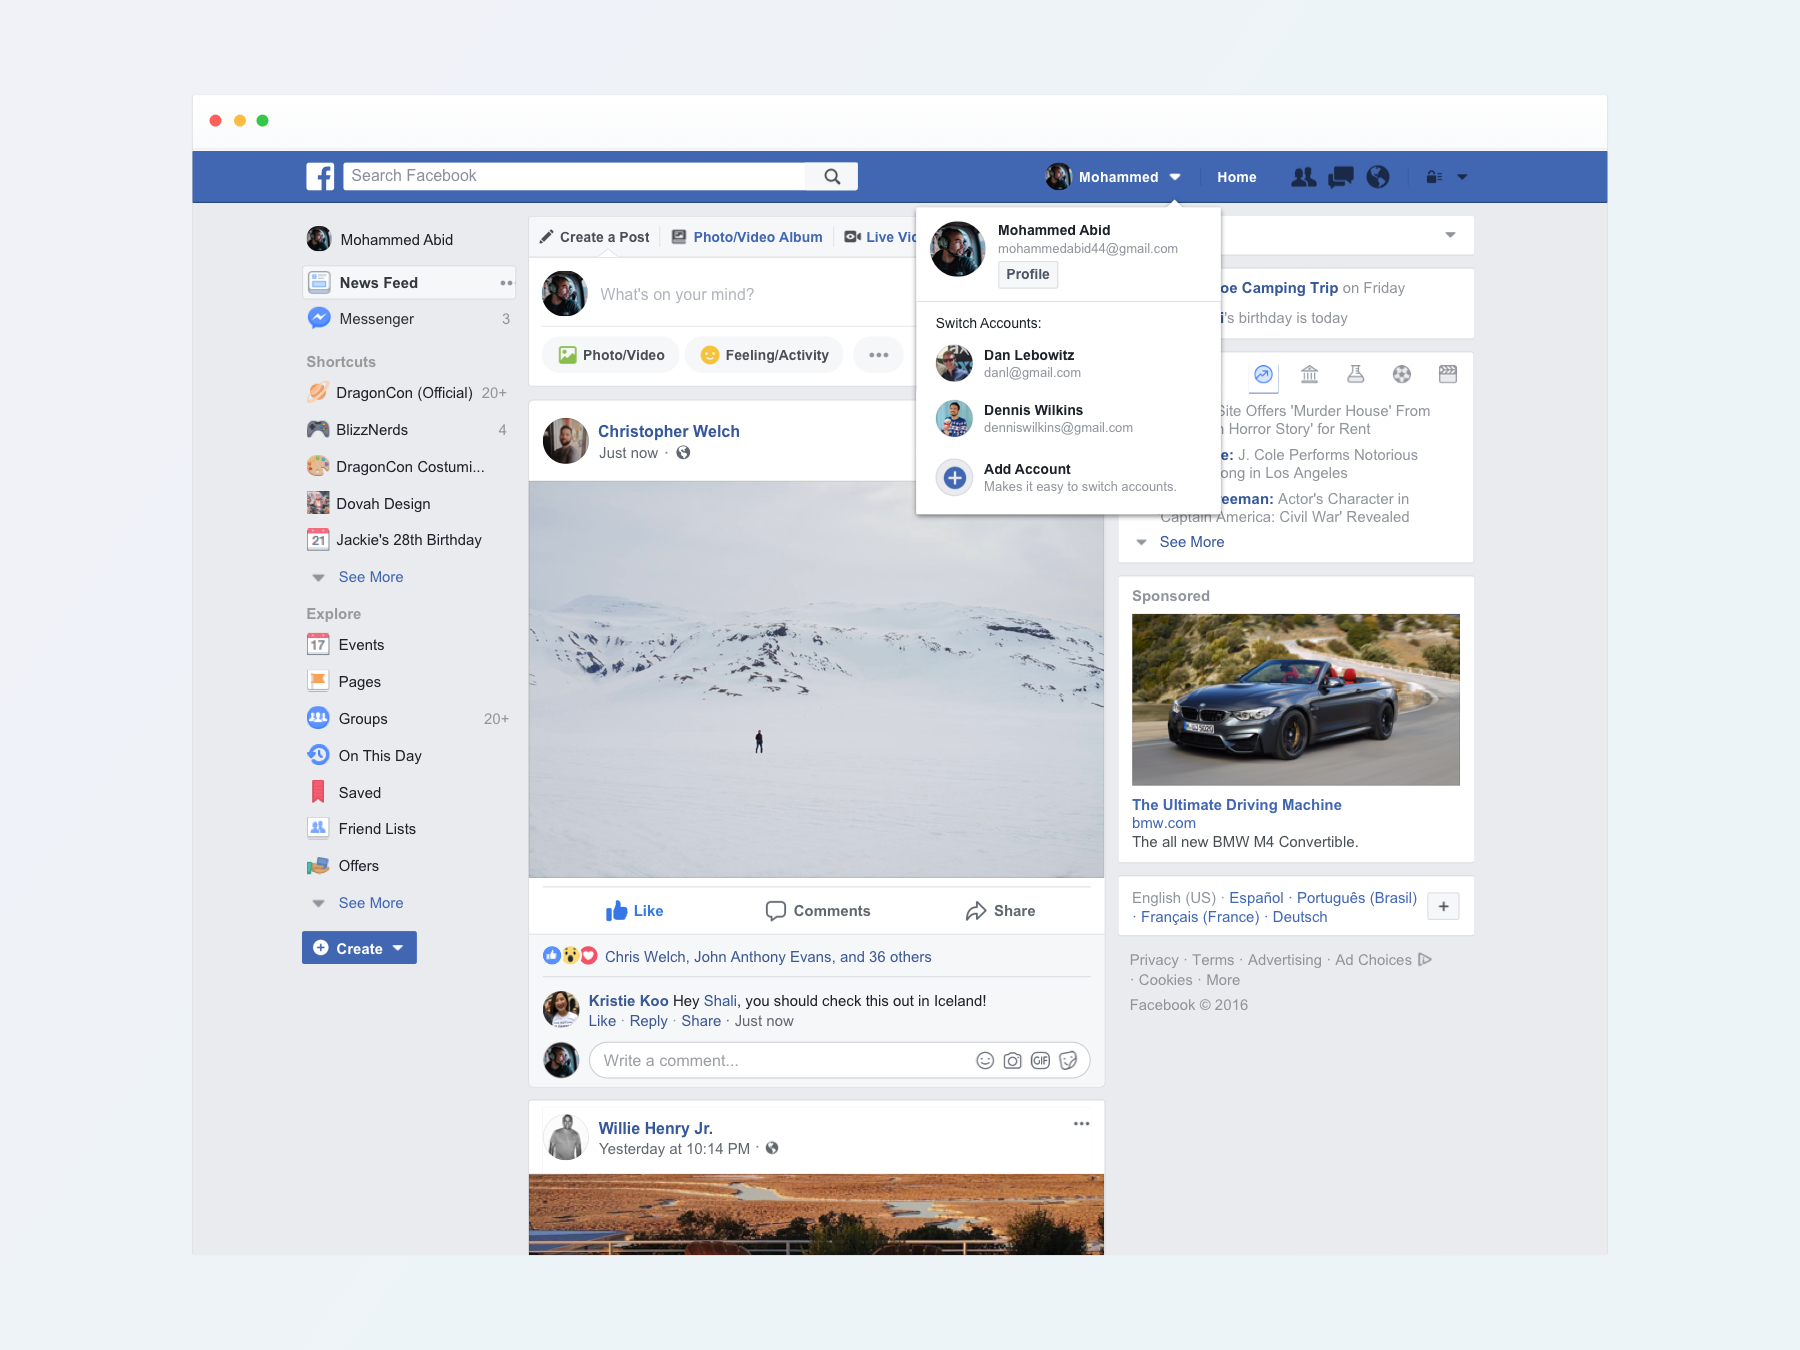 Search Facebook
Mohammed
Home
Mohammed Abid
News Feed
Messenger 3
Shortcuts
DragonCon (Official) 20+
BlizzNerds 4
DragonCon Costumi...
Dovah Design
21 Jackie's 28th Birthday
See More
Explore
17 Events
Pages
Groups 20+
On This Day
Saved
Friend Lists
Offers
See More
Create
Create a Post
Photo/Video Album
Live Vi
What's on your mind?
Photo/Video
Feeling/Activity
Christopher Welch
Just now ·
Like
Comments
Share
Chris Welch, John Anthony Evans, and 36 others
Kristie Koo Hey Shali, you should check this out in Iceland!
Like · Reply · Share · Just now
Write a comment...
GIF
Willie Henry Jr.
Yesterday at 10:14 PM ·
Mohammed Abid
mohammedabid44@gmail.com
Profile
Switch Accounts:
Dan Lebowitz
danl@gmail.com
Dennis Wilkins
denniswilkins@gmail.com
Add Account
Makes it easy to switch accounts.
oe Camping Trip on Friday
i's birthday is today
Site Offers 'Murder House' From
n Horror Story' for Rent
e: J. Cole Performs Notorious
ong in Los Angeles
eeman: Actor's Character in
Captain America: Civil War' Revealed
See More
Sponsored
The Ultimate Driving Machine
bmw.com
The all new BMW M4 Convertible.
English (US) · Español · Português (Brasil)
· Français (France) · Deutsch
Privacy · Terms · Advertising · Ad Choices
· Cookies · More
Facebook © 2016